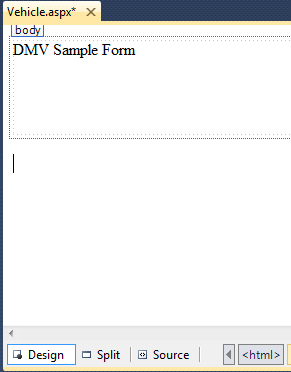 Vehicle.aspx*
body
DMV Sample Form
Design Split Source <html>